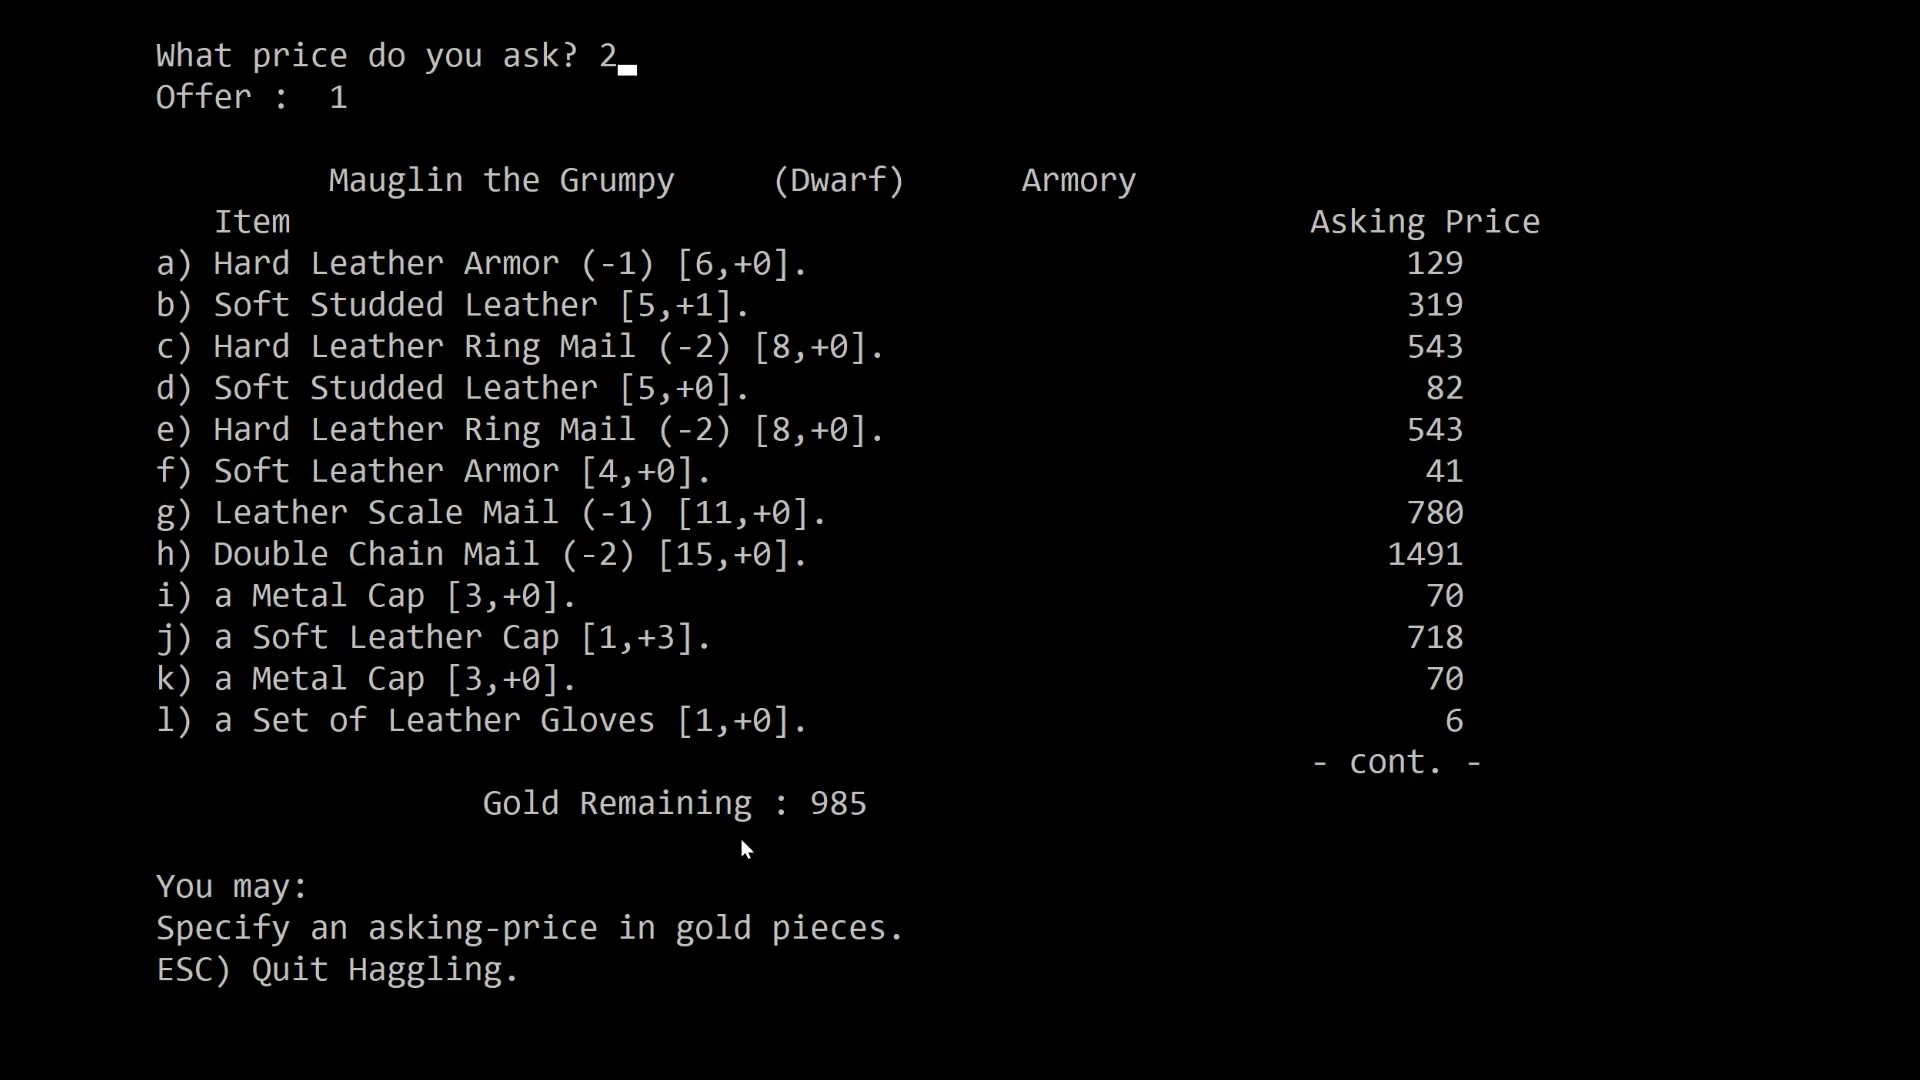 What price do you ask? 2
Offer :  1
Mauglin the Grumpy     (Dwarf)      Armory
Item                                                     Asking Price
a) Hard Leather Armor (-1) [6,+0].                               129
b) Soft Studded Leather [5,+1].                                  319
c) Hard Leather Ring Mail (-2) [8,+0].                           543
d) Soft Studded Leather [5,+0].                                   82
e) Hard Leather Ring Mail (-2) [8,+0].                           543
f) Soft Leather Armor [4,+0].                                     41
g) Leather Scale Mail (-1) [11,+0].                              780
h) Double Chain Mail (-2) [15,+0].                              1491
i) a Metal Cap [3,+0].                                            70
j) a Soft Leather Cap [1,+3].                                    718
k) a Metal Cap [3,+0].                                            70
l) a Set of Leather Gloves [1,+0].                                 6
- cont. -
Gold Remaining : 985
You may:
Specify an asking-price in gold pieces.
ESC) Quit Haggling.